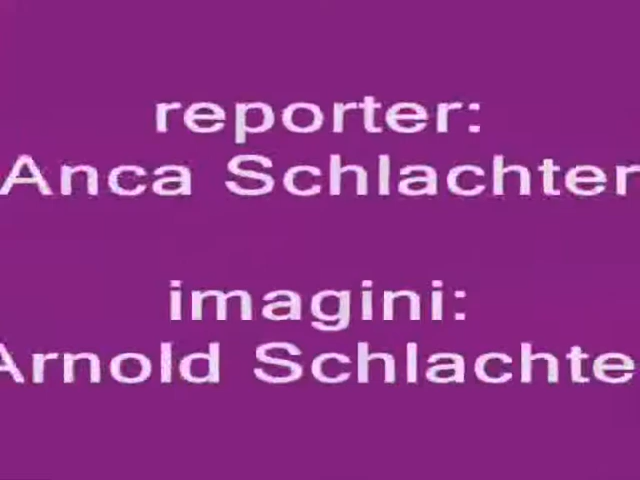 reporter:
Anca Schlachter
imagini:
Arnold Schlachte